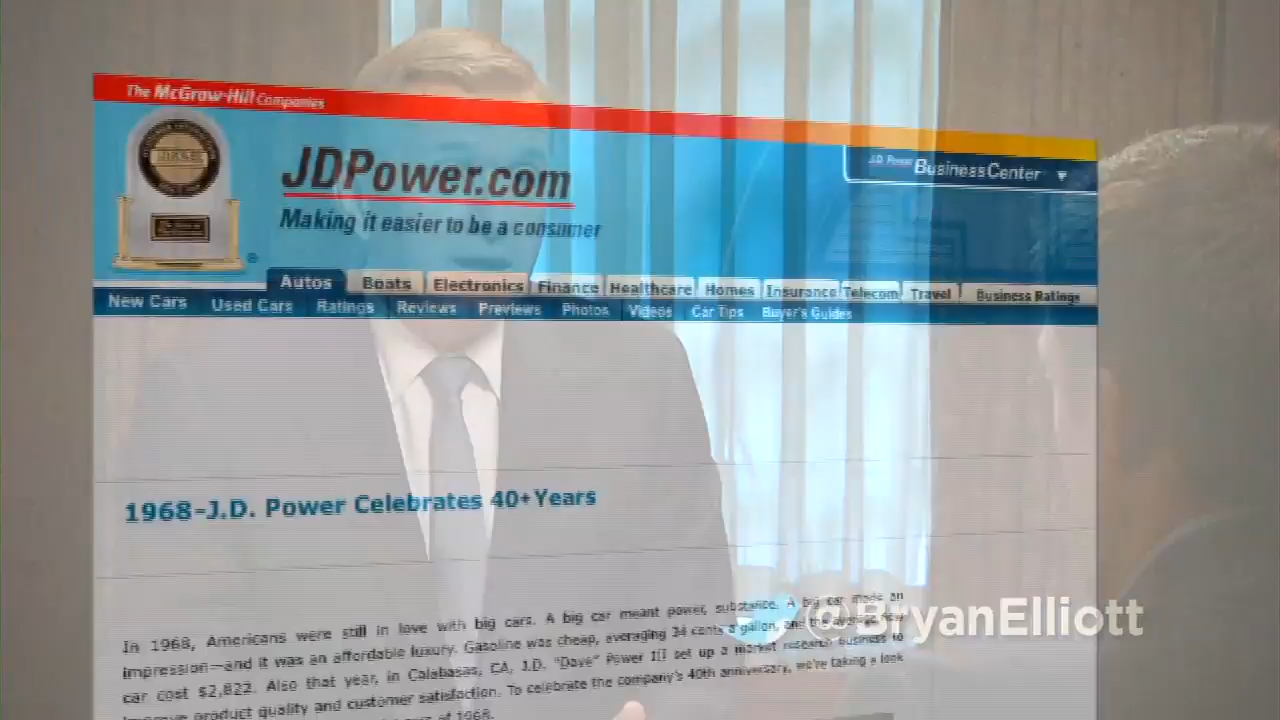 The McGraw-Hill Companies
JDPower.com
Making it easier to be a consumer
J.D. Power Business Center
Autos Boats Electronics Finance Healthcare Homes Insurance Telecom Travel Business Ratings
New Cars Used Cars Ratings Reviews Previews Photos Videos Car Tips Buyer's Guides
1968-J.D. Power Celebrates 40+Years
In 1968, Americans were still in love with big cars. A big car meant power, substance. A big car made an
impression—and it was an affordable luxury. Gasoline was cheap, averaging 34 cents a gallon, and the average new
car cost $2,822. Also that year, in Calabasas, CA, J.D. "Dave" Power III set up a market research business to
improve product quality and customer satisfaction. To celebrate the company's 40th anniversary, we're taking a look
of 1968.
@BryanElliott